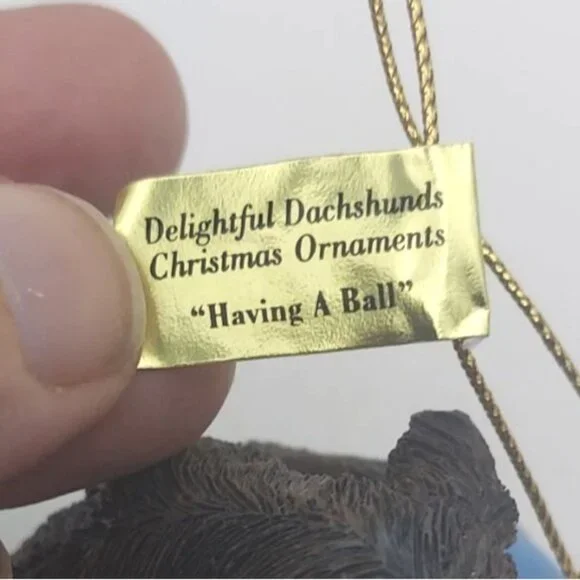 Delightful Dachshunds
Christmas Ornaments
“Having A Ball”